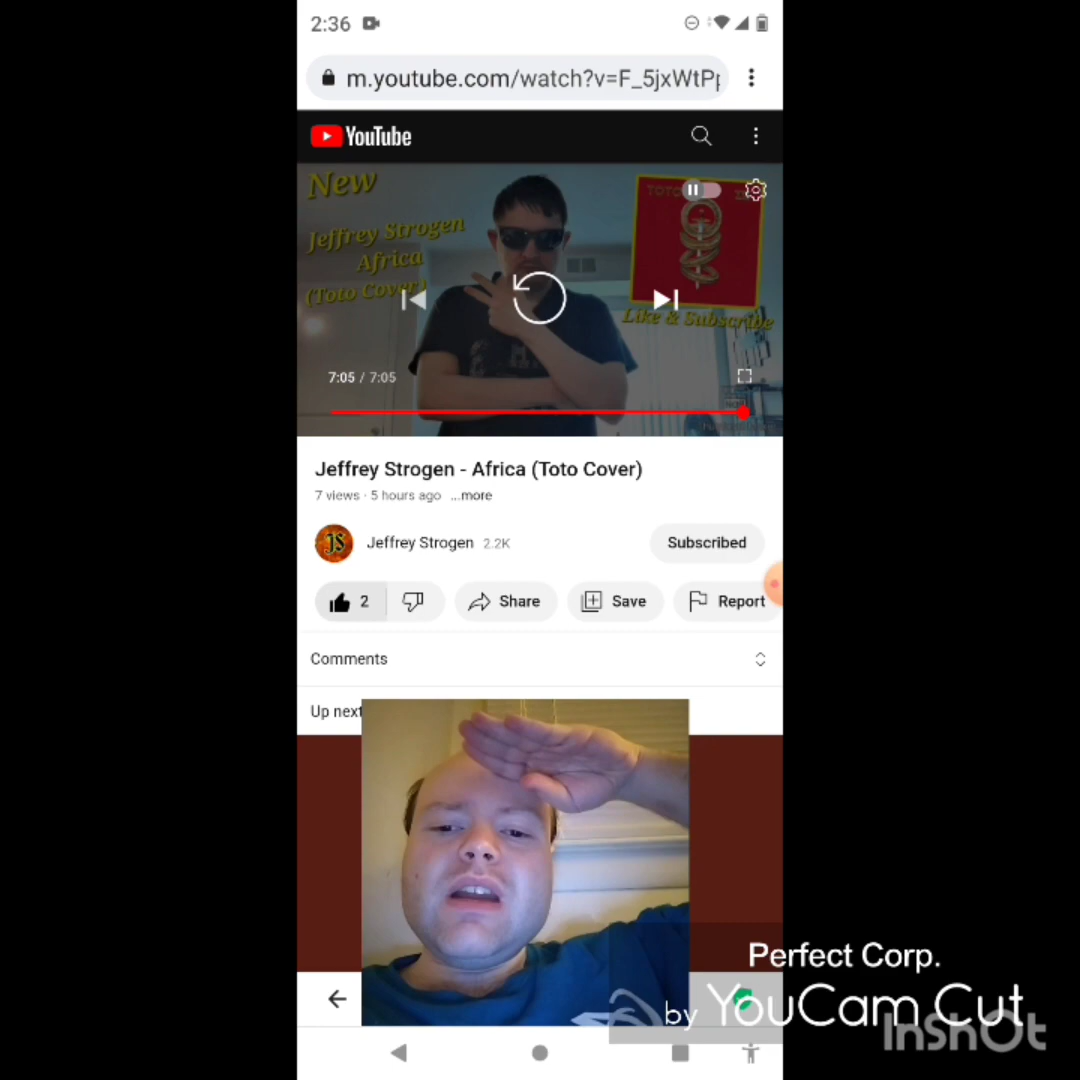 2:36
m.youtube.com/watch?v=F_5jxWtPp
YouTube
New
Jeffrey Strogen
Africa
(Toto Cover)
TOTO
Like & Subscribe
7:05 / 7:05
Jeffrey Strogen - Africa (Toto Cover)
7 views · 5 hours ago ...more
JS
Jeffrey Strogen 2.2K
Subscribed
2
Share
Save
Report
Comments
Up next
Perfect Corp.
by YouCam Cut
InShOt